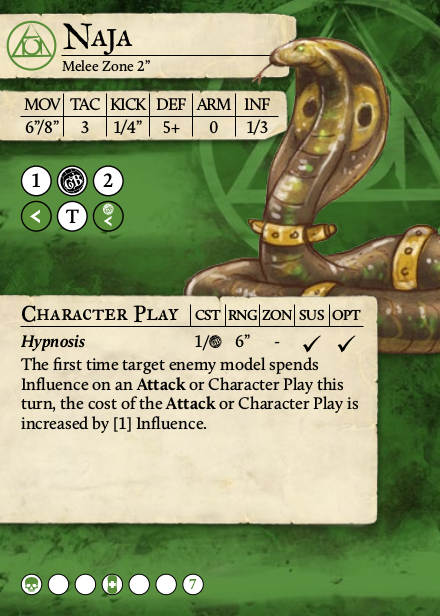 Naja
Melee Zone 2"
MOV TAC KICK DEF ARM INF
6"/8" 3 1/4" 5+ 0 1/3
1 GB 2
< T GB <
Character Play CST RNG ZON SUS OPT
Hypnosis 1/GB 6" - ✓ ✓
The first time target enemy model spends
Influence on an Attack or Character Play this
turn, the cost of the Attack or Character Play is
increased by [1] Influence.
7